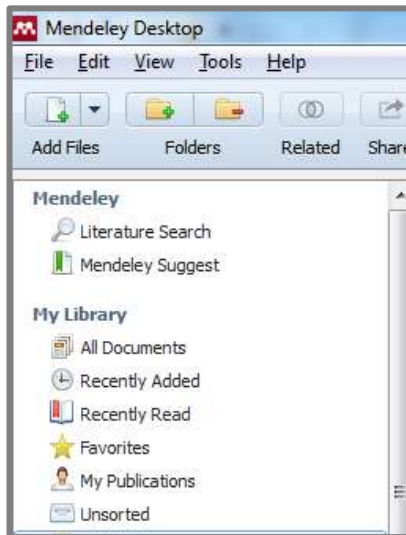 Mendeley Desktop
File Edit View Tools Help
Add Files Folders Related Share
Mendeley
Literature Search
Mendeley Suggest
My Library
All Documents
Recently Added
Recently Read
Favorites
My Publications
Unsorted